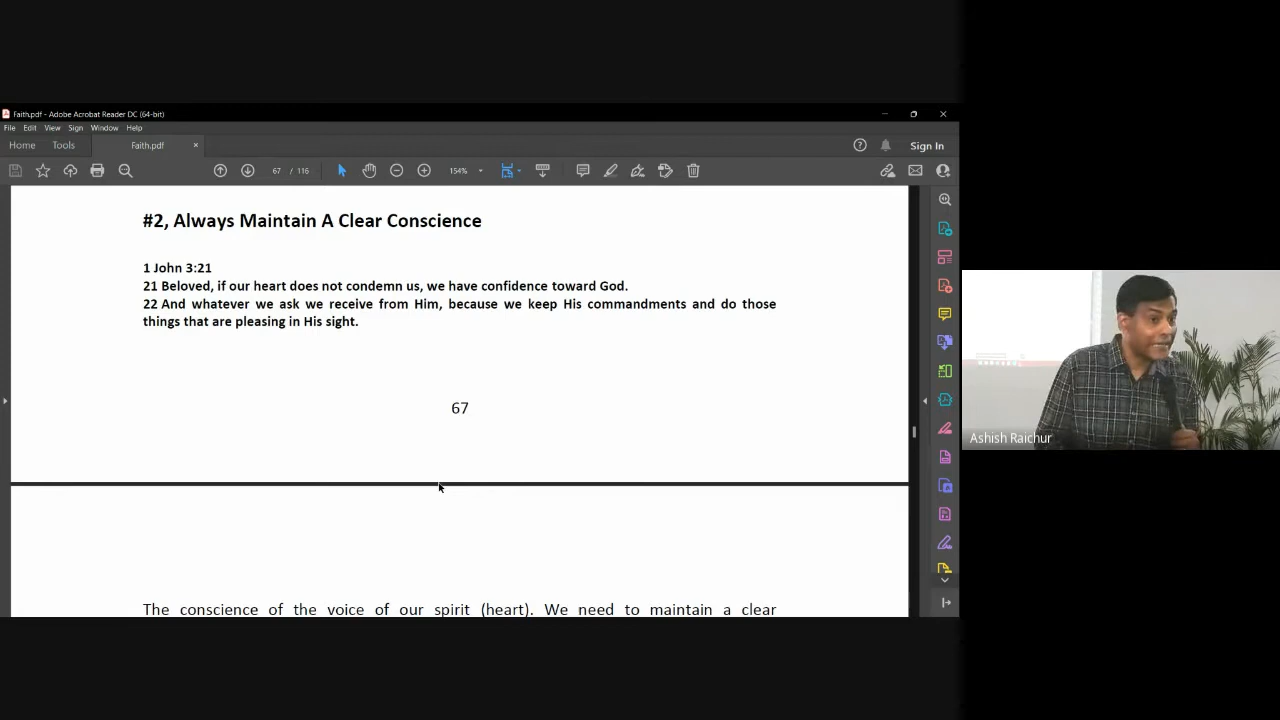 Faith.pdf - Adobe Acrobat Reader DC (64-bit)
File Edit View Sign Window Help
Home Tools Faith.pdf × Sign In
67 / 116 154%
#2, Always Maintain A Clear Conscience
1 John 3:21
21 Beloved, if our heart does not condemn us, we have confidence toward God.
22 And whatever we ask we receive from Him, because we keep His commandments and do those
things that are pleasing in His sight.
67
The conscience of the voice of our spirit (heart). We need to maintain a clear
Ashish Raichur